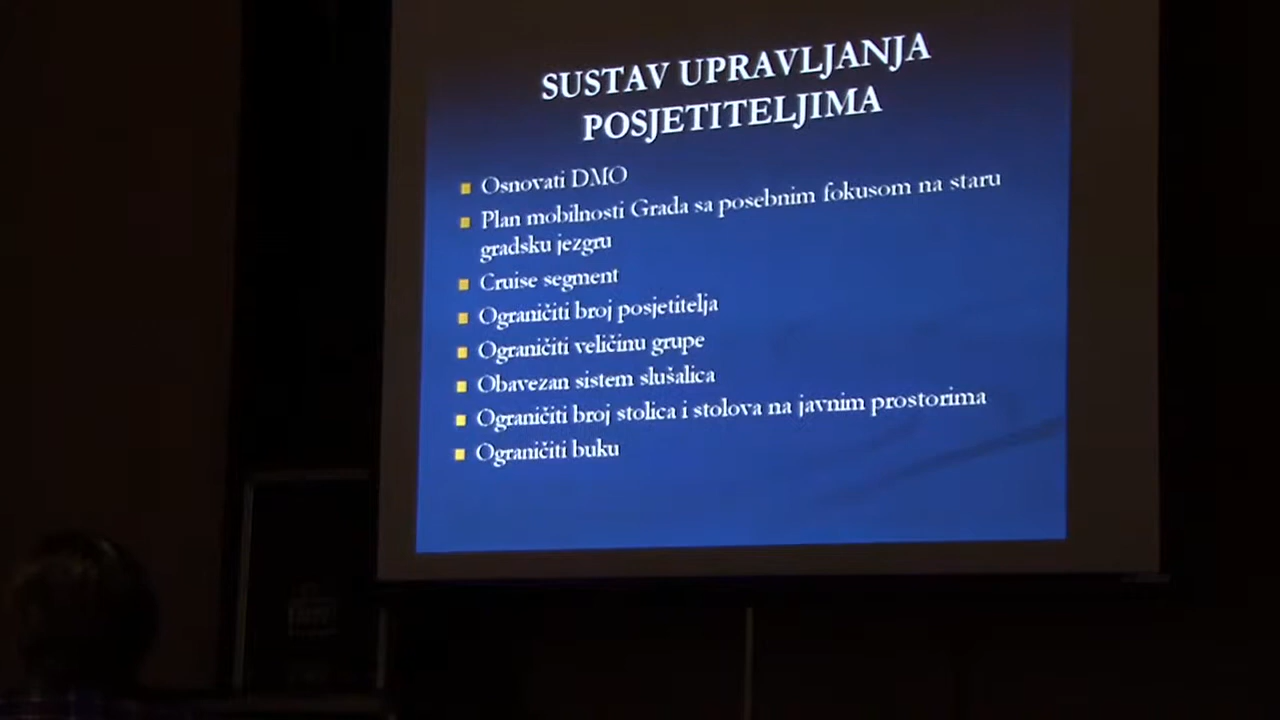 SUSTAV UPRAVLJANJA
POSJETITELJIMA
Osnovati DMO
Plan mobilnosti Grada sa posebnim fokusom na staru
gradsku jezgru
Cruise segment
Ograničiti broj posjetitelja
Ograničiti veličinu grupe
Obavezan sistem slušalica
Ograničiti broj stolica i stolova na javnim prostorima
Ograničiti buku